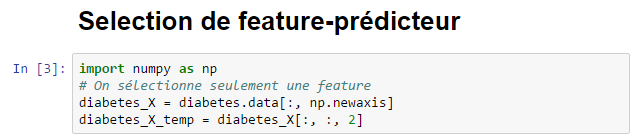 Selection de feature-prédicteur
In [3]: import numpy as np
# On sélectionne seulement une feature
diabetes_X = diabetes.data[:, np.newaxis]
diabetes_X_temp = diabetes_X[:, :, 2]